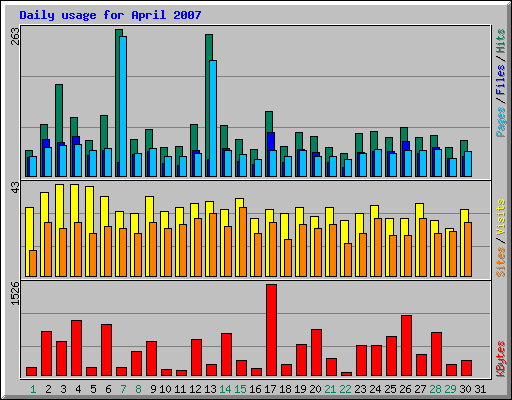 Daily usage for April 2007
263
Pages / Files / Hits
43
Sites / Visits
1526
KBytes
1 2 3 4 5 6 7 8 9 10 11 12 13 14 15 16 17 18 19 20 21 22 23 24 25 26 27 28 29 30 31